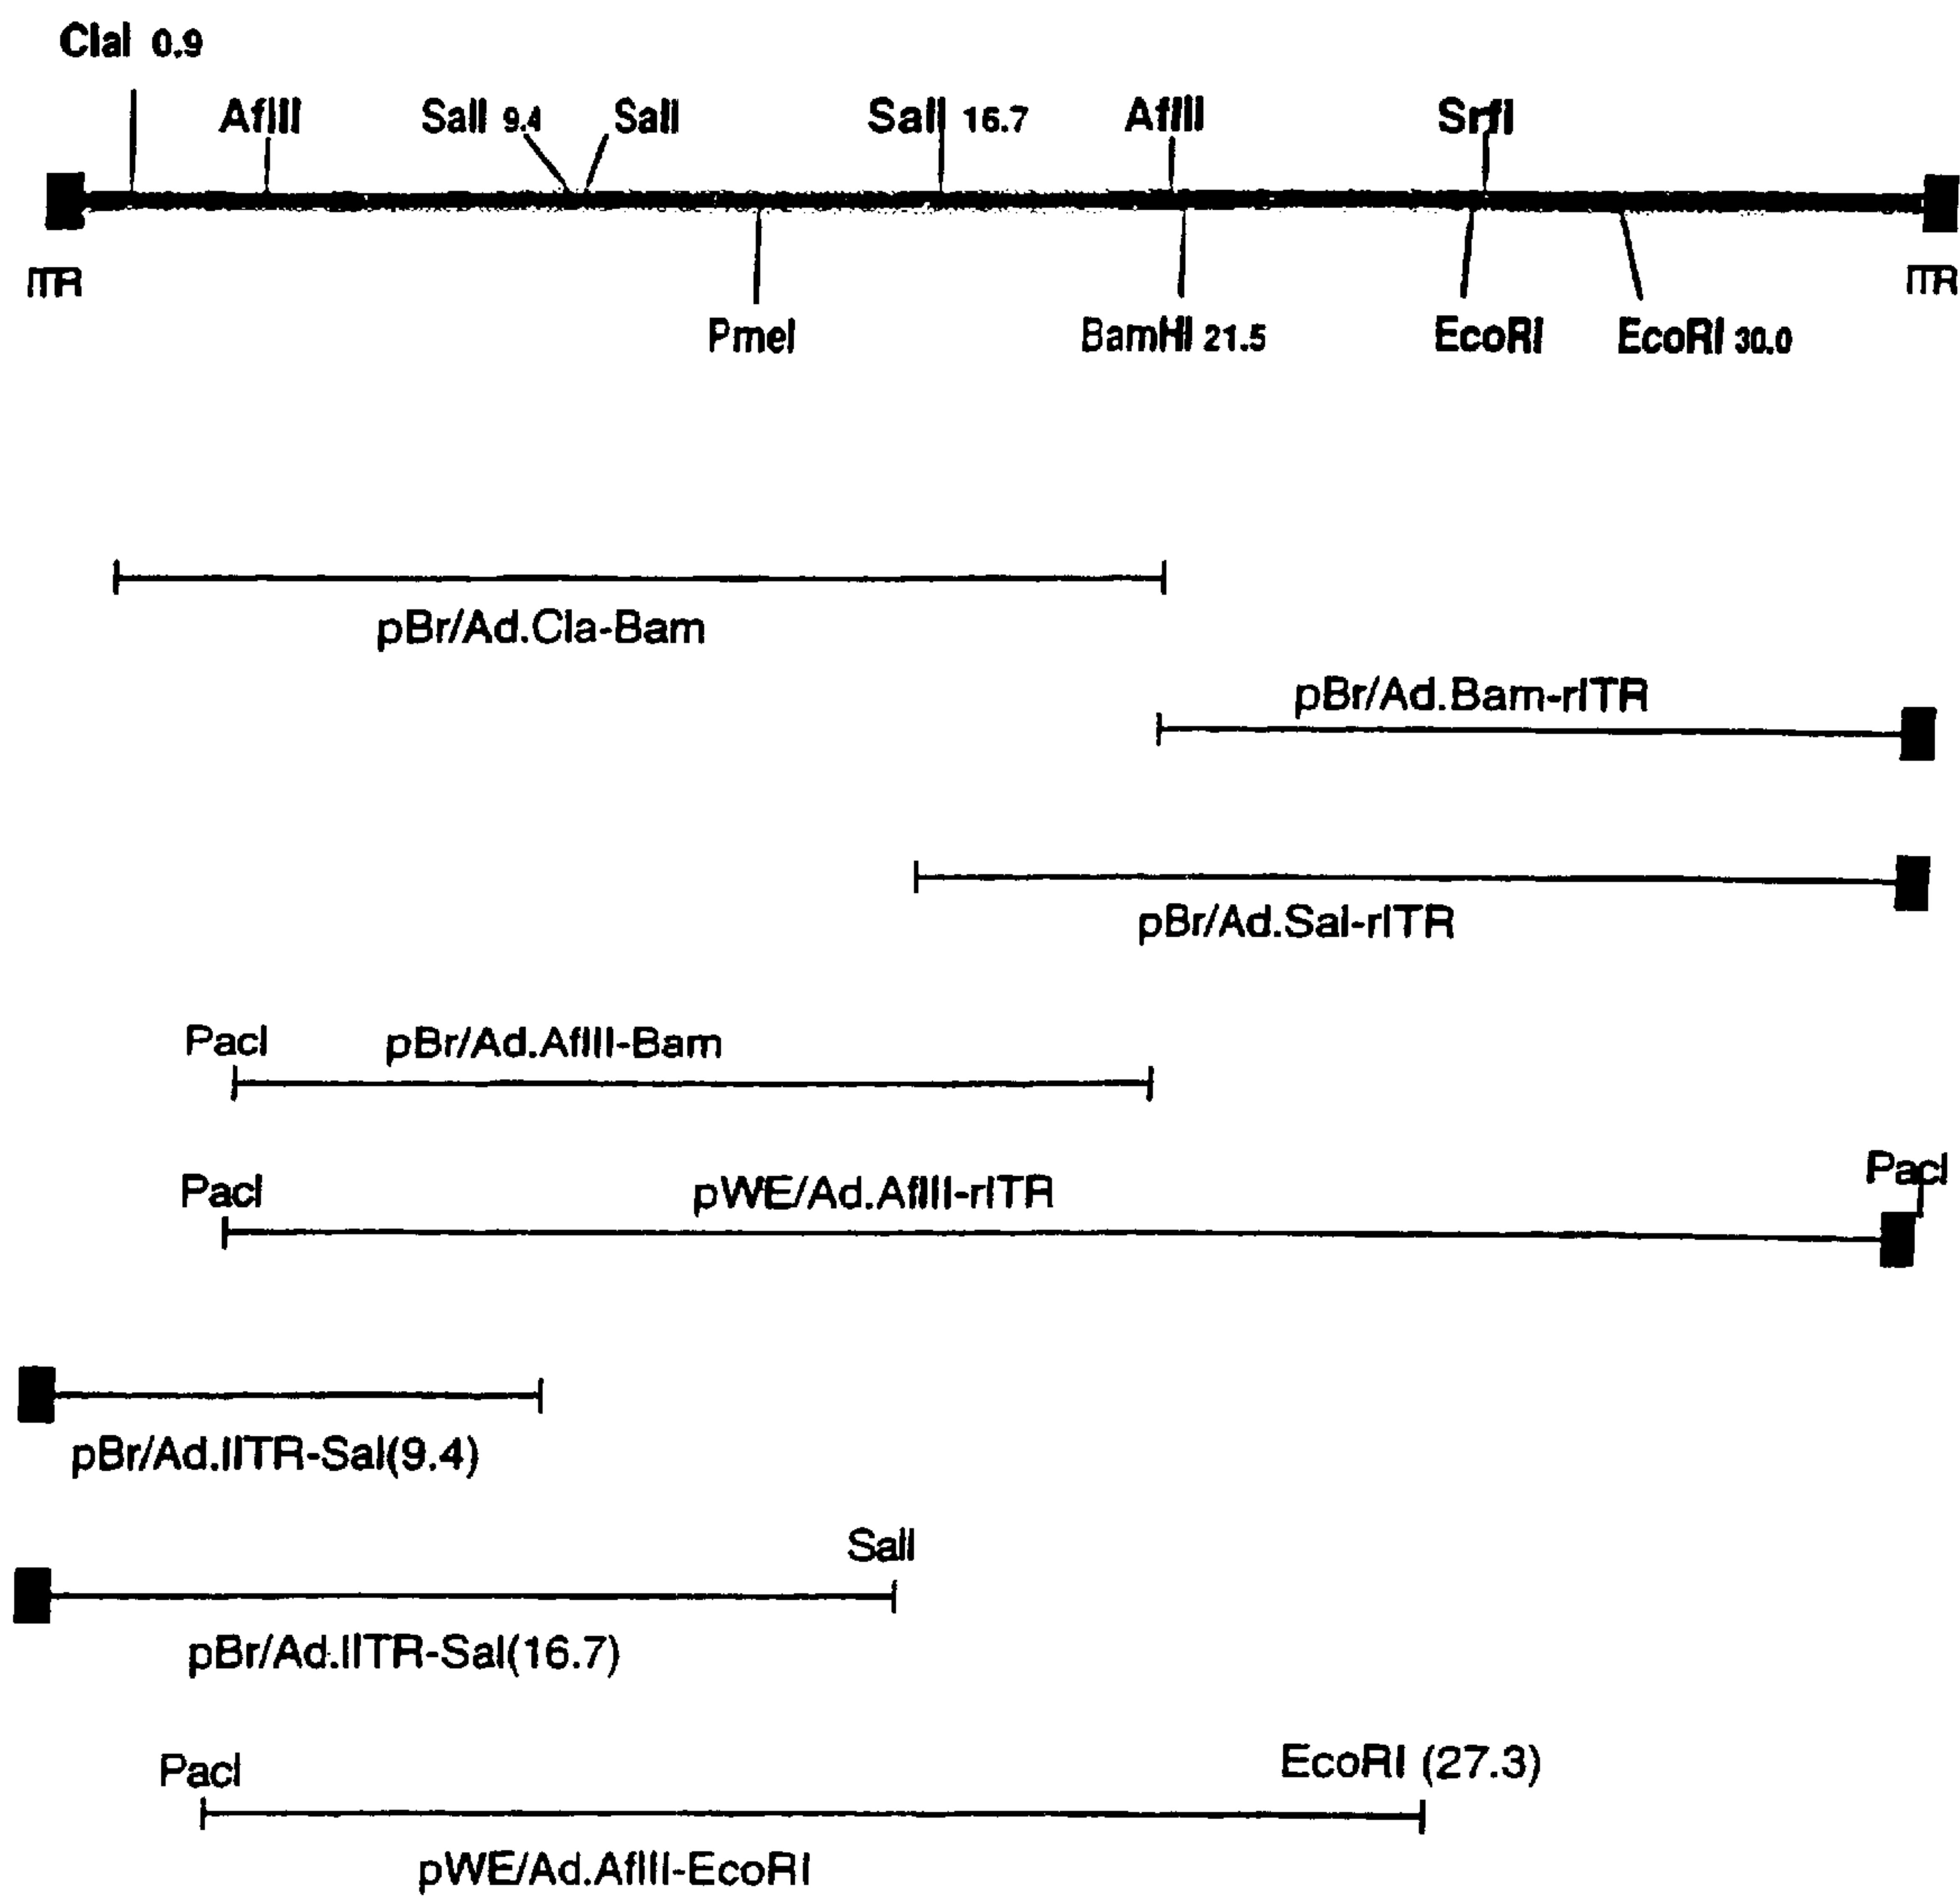 ClaI 0.9
AflII SalI 9.4 SalI SalI 16.7 AflII SrfI
ITR ITR
PmeI BamHI 21.5 EcoRI EcoRI 30.0
pBr/Ad.Cla-Bam
pBr/Ad.Bam-rITR
pBr/Ad.Sal-rITR
PacI pBr/Ad.AflII-Bam
PacI pWE/Ad.AflII-rITR PacI
pBr/Ad.lITR-Sal(9.4)
SalI
pBr/Ad.lITR-Sal(16.7)
PacI EcoRI (27.3)
pWE/Ad.AflII-EcoRI